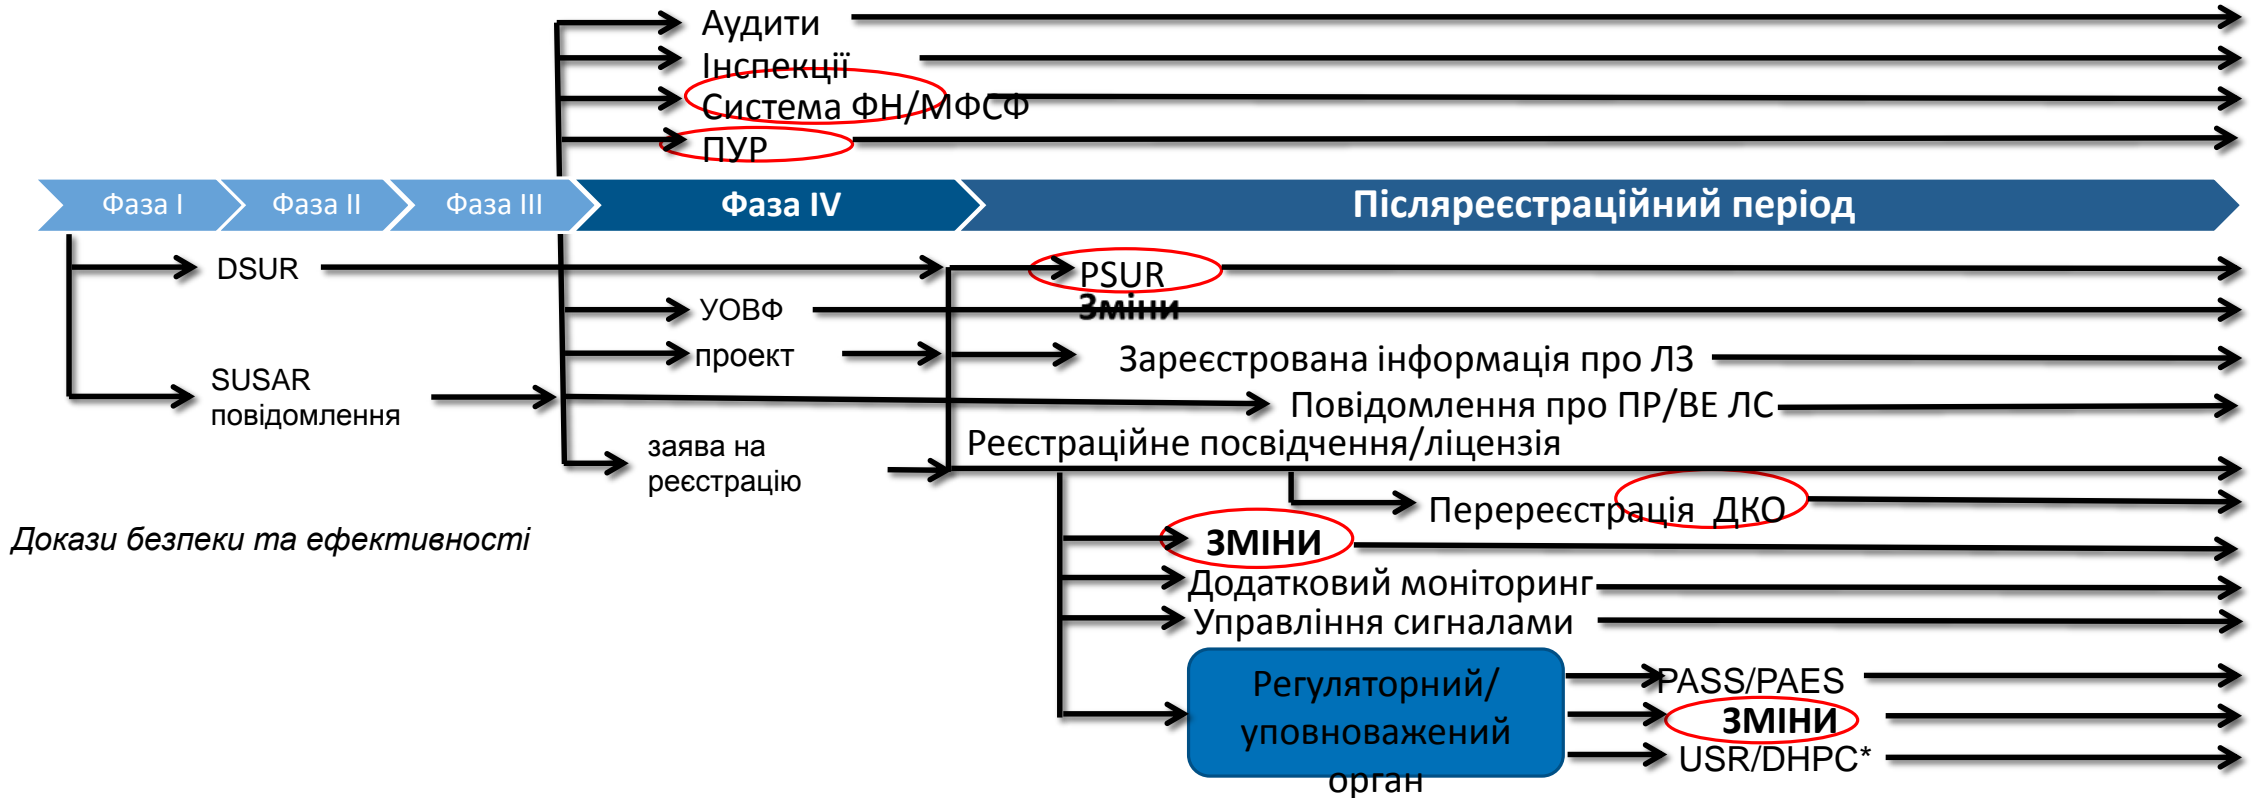 Аудити
Інспекції
Система ФН/МФСФ
ПУР
Фаза I
Фаза II
Фаза III
Фаза IV
Післяреєстраційний період
DSUR
PSUR
УОВФ
Зміни
проект
Зареєстрована інформація про ЛЗ
SUSAR
повідомлення
Повідомлення про ПР/ВЕ ЛС
Реєстраційне посвідчення/ліцензія
заява на
реєстрацію
Перереєстрація ДКО
Докази безпеки та ефективності
ЗМІНИ
Додатковий моніторинг
Управління сигналами
Регуляторний/
уповноважений
орган
PASS/PAES
ЗМІНИ
USR/DHPC*